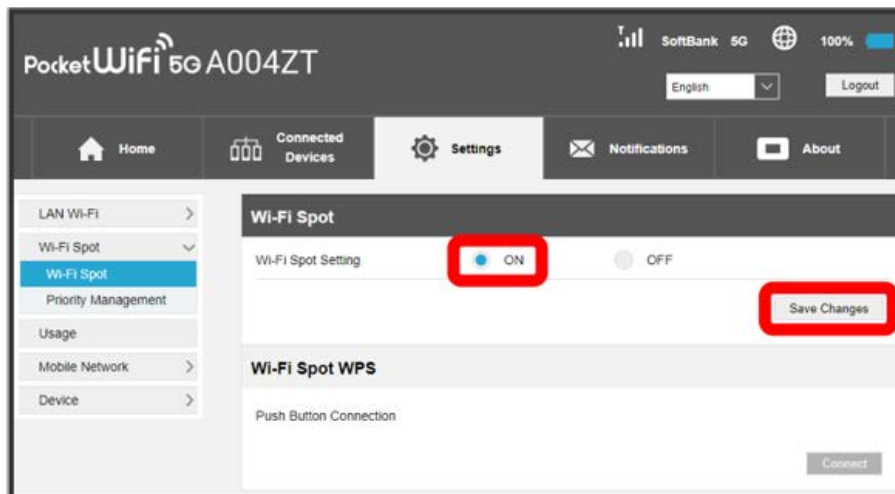 SoftBank 5G 100%
Pocket WiFi 5G A004ZT
English
Logout
Home
Connected Devices
Settings
Notifications
About
LAN Wi-Fi
Wi-Fi Spot
Wi-Fi Spot
Priority Management
Usage
Mobile Network
Device
Wi-Fi Spot
Wi-Fi Spot Setting ON OFF
Save Changes
Wi-Fi Spot WPS
Push Button Connection
Connect